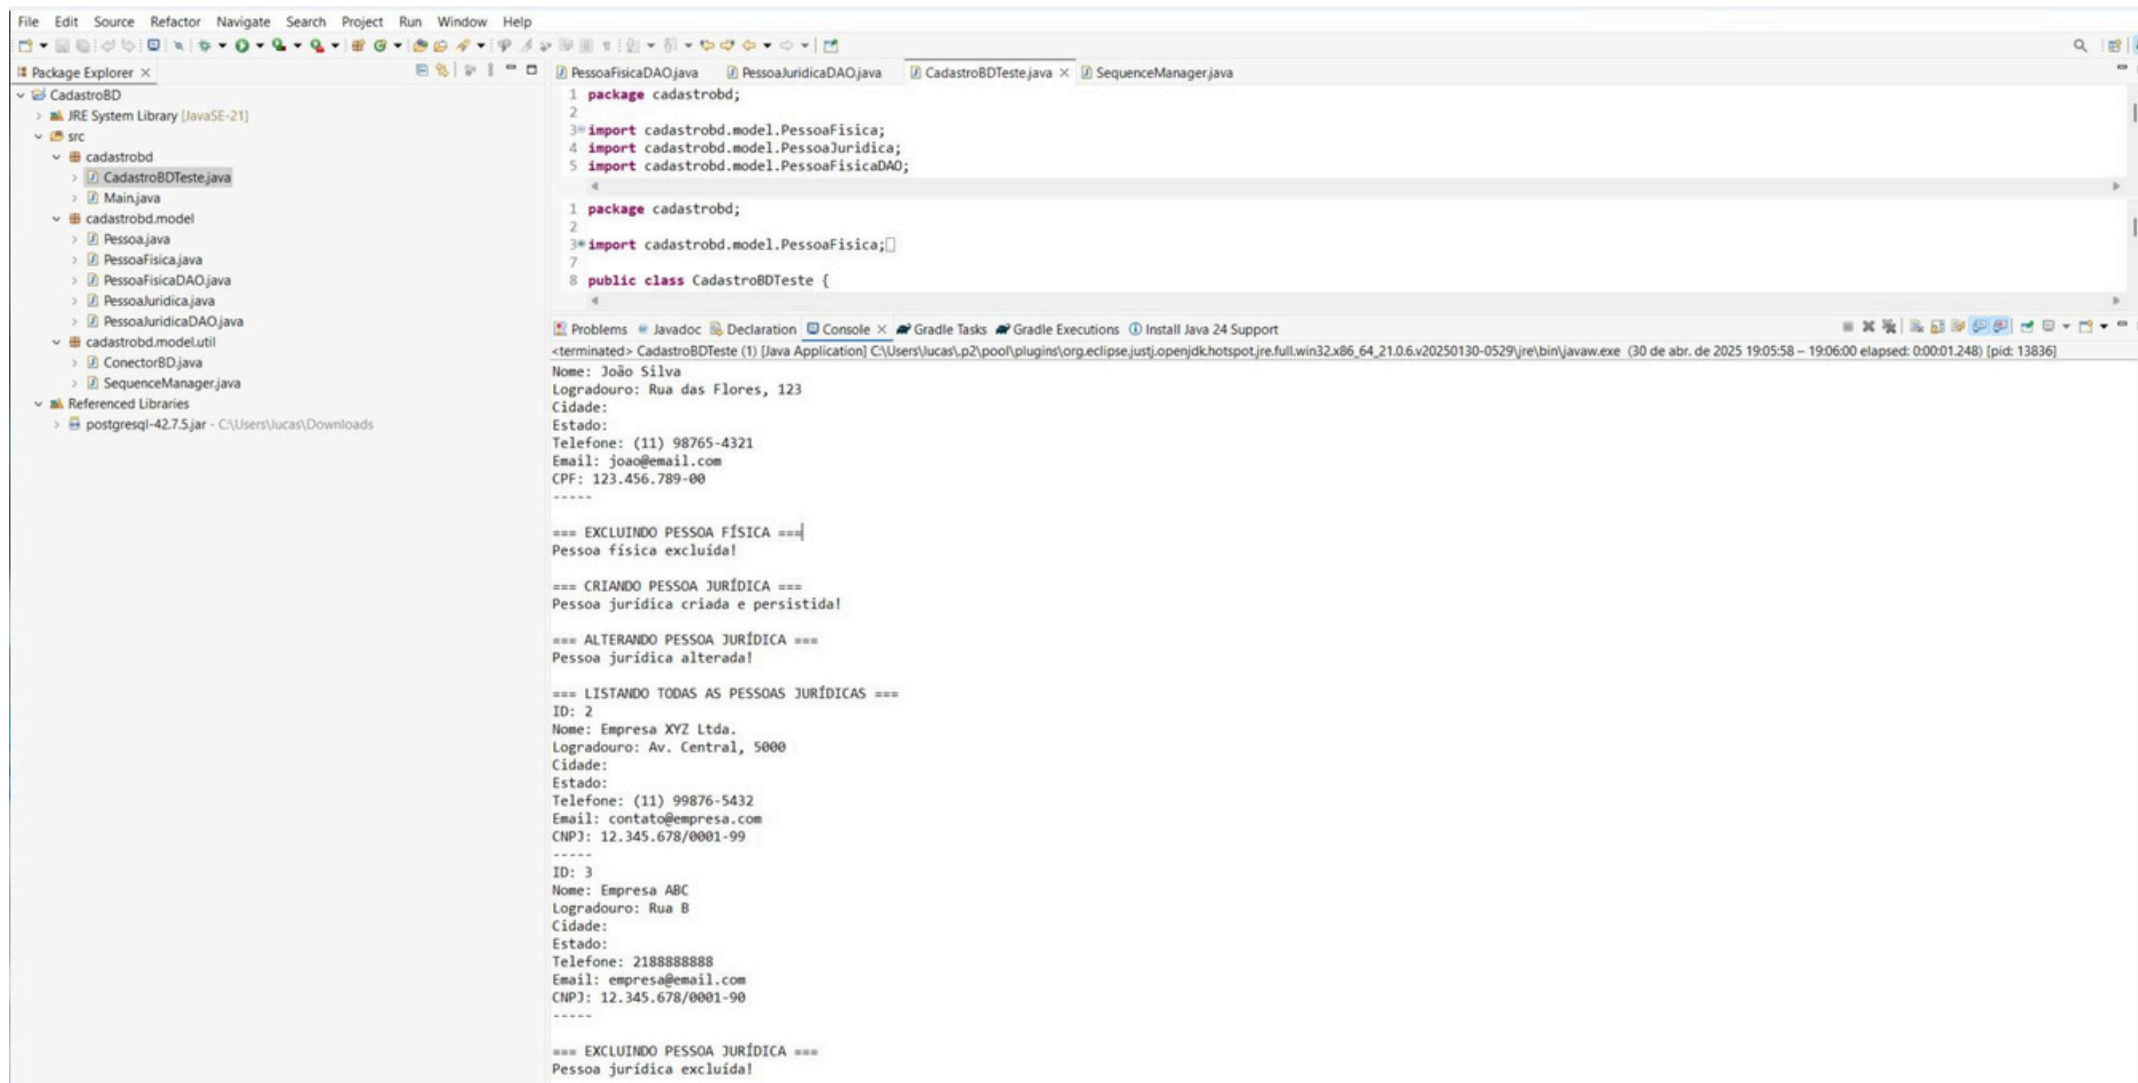 File Edit Source Refactor Navigate Search Project Run Window Help
Package Explorer
CadastroBD
JRE System Library [JavaSE-21]
src
cadastrobd
CadastroBDTeste.java
Main.java
cadastrobd.model
Pessoa.java
PessoaFisica.java
PessoaFisicaDAO.java
PessoaJuridica.java
PessoaJuridicaDAO.java
cadastrobd.model.util
ConectorBD.java
SequenceManager.java
Referenced Libraries
postgresql-42.7.5.jar - C:\Users\lucas\Downloads
PessoaFisicaDAO.java PessoaJuridicaDAO.java CadastroBDTeste.java SequenceManager.java
1 package cadastrobd;
2
3 import cadastrobd.model.PessoaFisica;
4 import cadastrobd.model.PessoaJuridica;
5 import cadastrobd.model.PessoaFisicaDAO;
1 package cadastrobd;
2
3 import cadastrobd.model.PessoaFisica;
7
8 public class CadastroBDTeste {
Problems Javadoc Declaration Console Gradle Tasks Gradle Executions Install Java 24 Support
<terminated> CadastroBDTeste (1) [Java Application] C:\Users\lucas\.p2\pool\plugins\org.eclipse.justj.openjdk.hotspot.jre.full.win32.x86_64_21.0.6.v20250130-0529\jre\bin\javaw.exe (30 de abr. de 2025 19:05:58 – 19:06:00 elapsed: 0:00:01.248) [pid: 13836]
Nome: João Silva
Logradouro: Rua das Flores, 123
Cidade:
Estado:
Telefone: (11) 98765-4321
Email: joao@email.com
CPF: 123.456.789-00
-----
=== EXCLUINDO PESSOA FÍSICA ===
Pessoa física excluída!
=== CRIANDO PESSOA JURÍDICA ===
Pessoa jurídica criada e persistida!
=== ALTERANDO PESSOA JURÍDICA ===
Pessoa jurídica alterada!
=== LISTANDO TODAS AS PESSOAS JURÍDICAS ===
ID: 2
Nome: Empresa XYZ Ltda.
Logradouro: Av. Central, 5000
Cidade:
Estado:
Telefone: (11) 99876-5432
Email: contato@empresa.com
CNPJ: 12.345.678/0001-99
-----
ID: 3
Nome: Empresa ABC
Logradouro: Rua B
Cidade:
Estado:
Telefone: 2188888888
Email: empresa@email.com
CNPJ: 12.345.678/0001-90
-----
=== EXCLUINDO PESSOA JURÍDICA ===
Pessoa jurídica excluída!